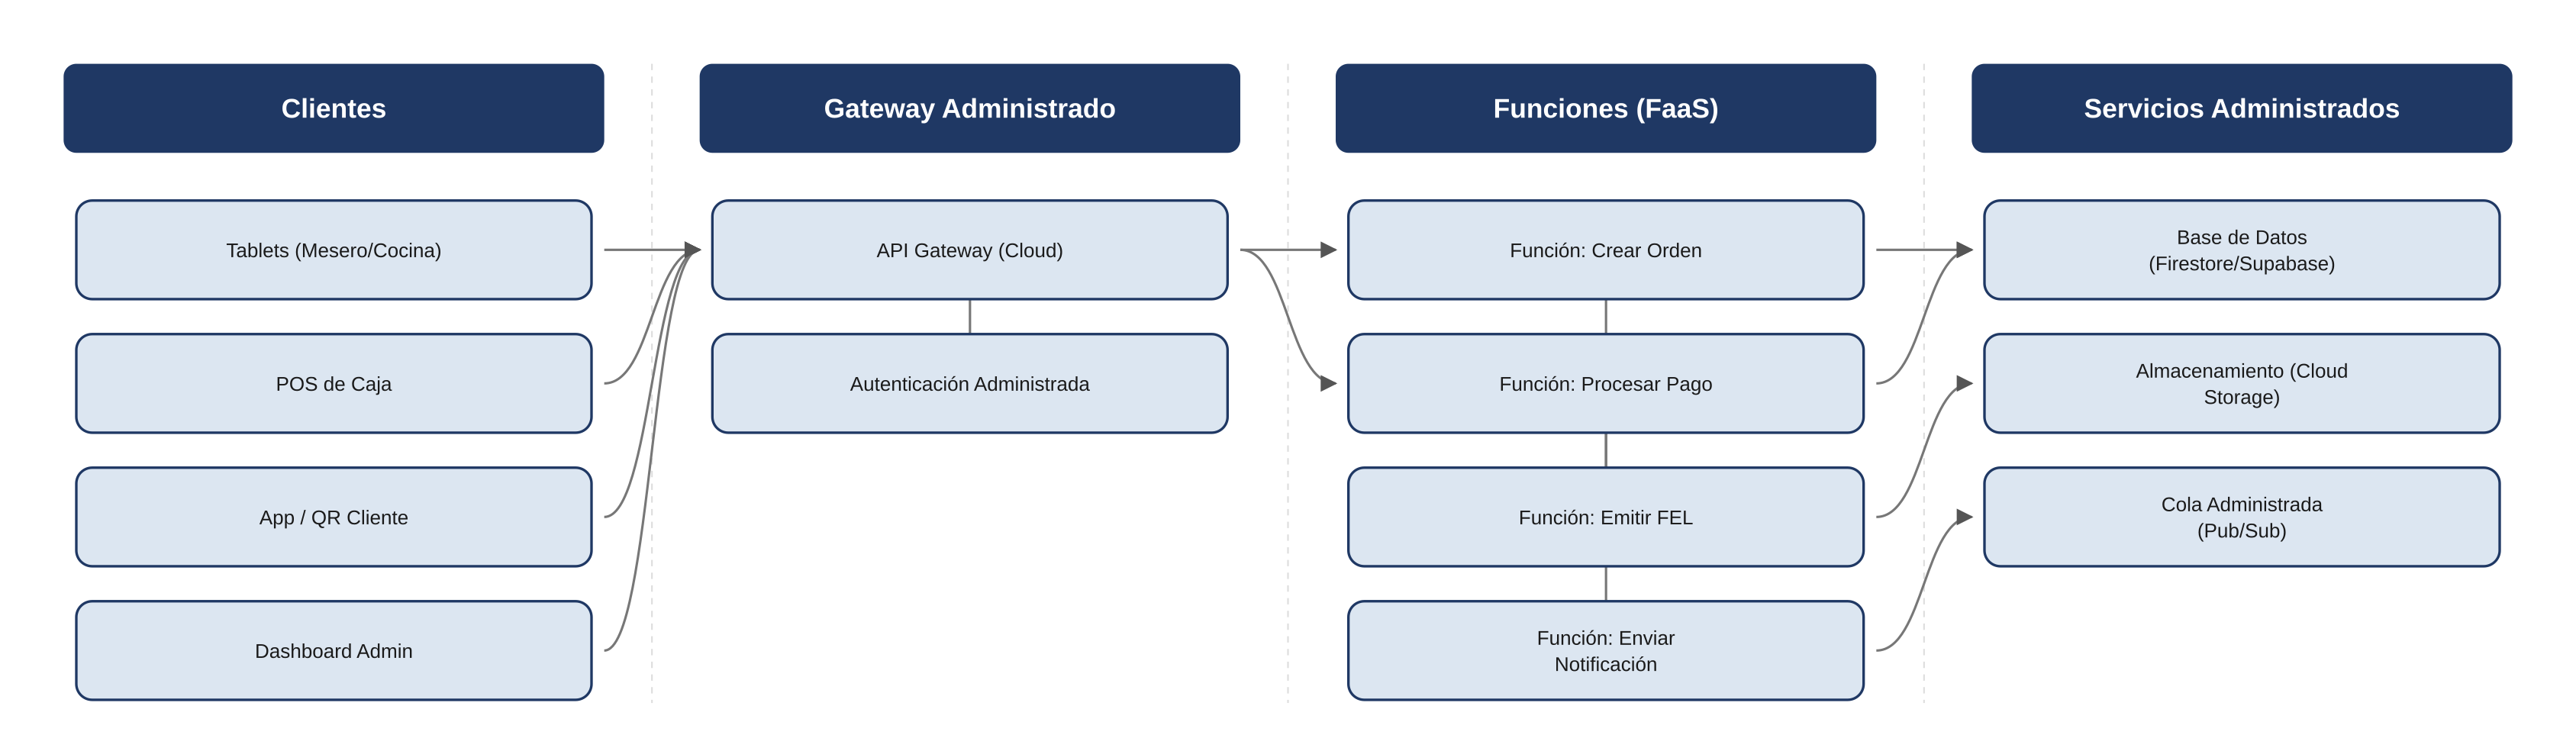 Clientes
Gateway Administrado
Funciones (FaaS)
Servicios Administrados
Tablets (Mesero/Cocina)
POS de Caja
App / QR Cliente
Dashboard Admin
API Gateway (Cloud)
Autenticación Administrada
Función: Crear Orden
Función: Procesar Pago
Función: Emitir FEL
Función: Enviar
Notificación
Base de Datos
(Firestore/Supabase)
Almacenamiento (Cloud
Storage)
Cola Administrada
(Pub/Sub)